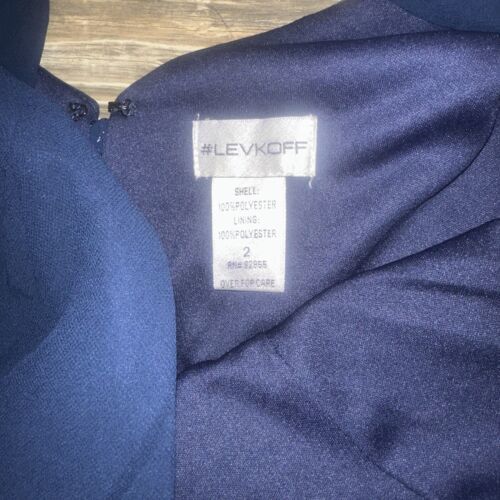 #LEVKOFF
SHELL:
100%POLYESTER
LINING:
100%POLYESTER
2
RN# 92855
OVER FOR CARE